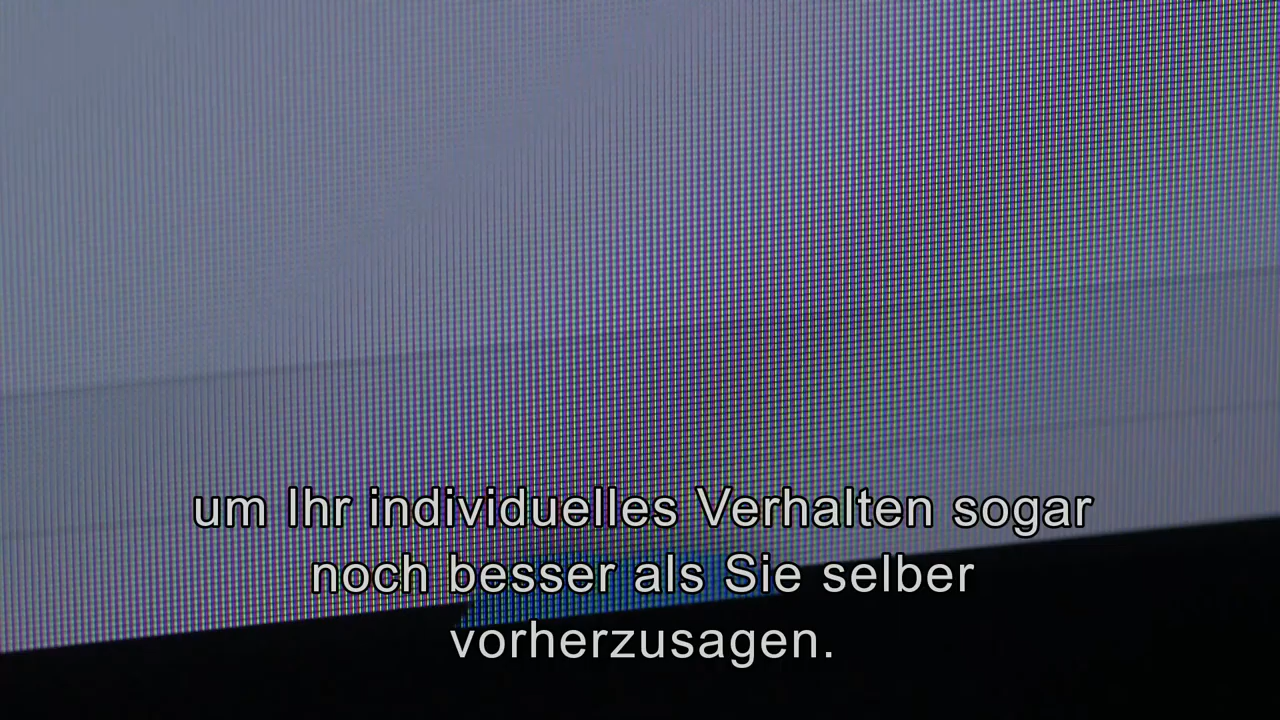 um Ihr individuelles Verhalten sogar
noch besser als Sie selber
vorherzusagen.